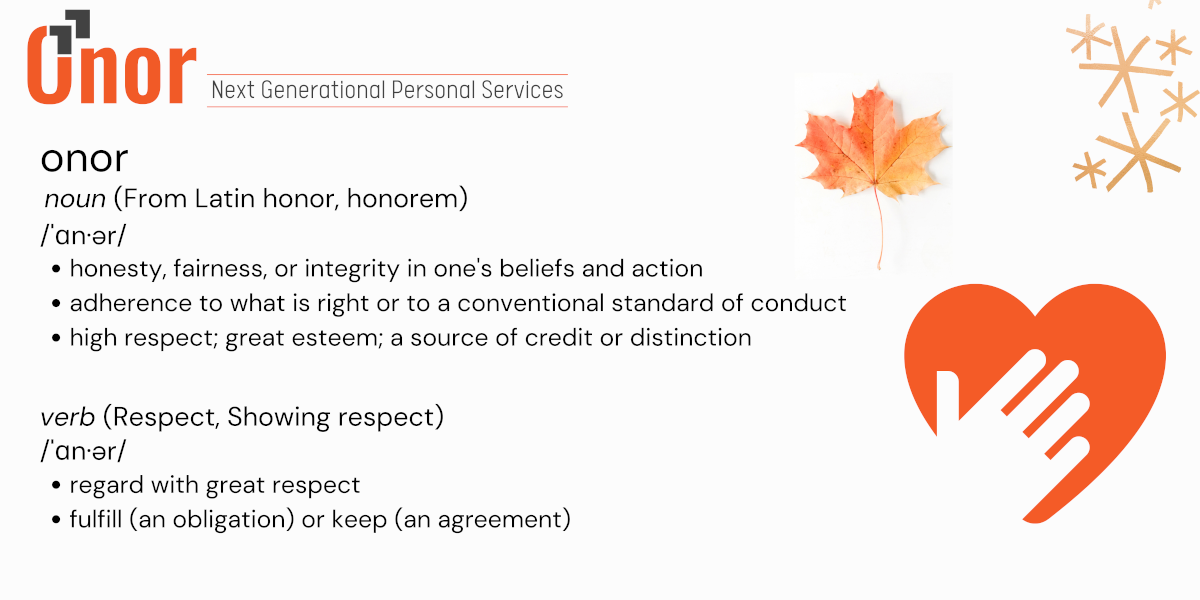 Onor
Next Generational Personal Services
onor
noun (From Latin honor, honorem)
/ˈɑn·ər/
• honesty, fairness, or integrity in one's beliefs and action
• adherence to what is right or to a conventional standard of conduct
• high respect; great esteem; a source of credit or distinction
verb (Respect, Showing respect)
/ˈɑn·ər/
• regard with great respect
• fulfill (an obligation) or keep (an agreement)